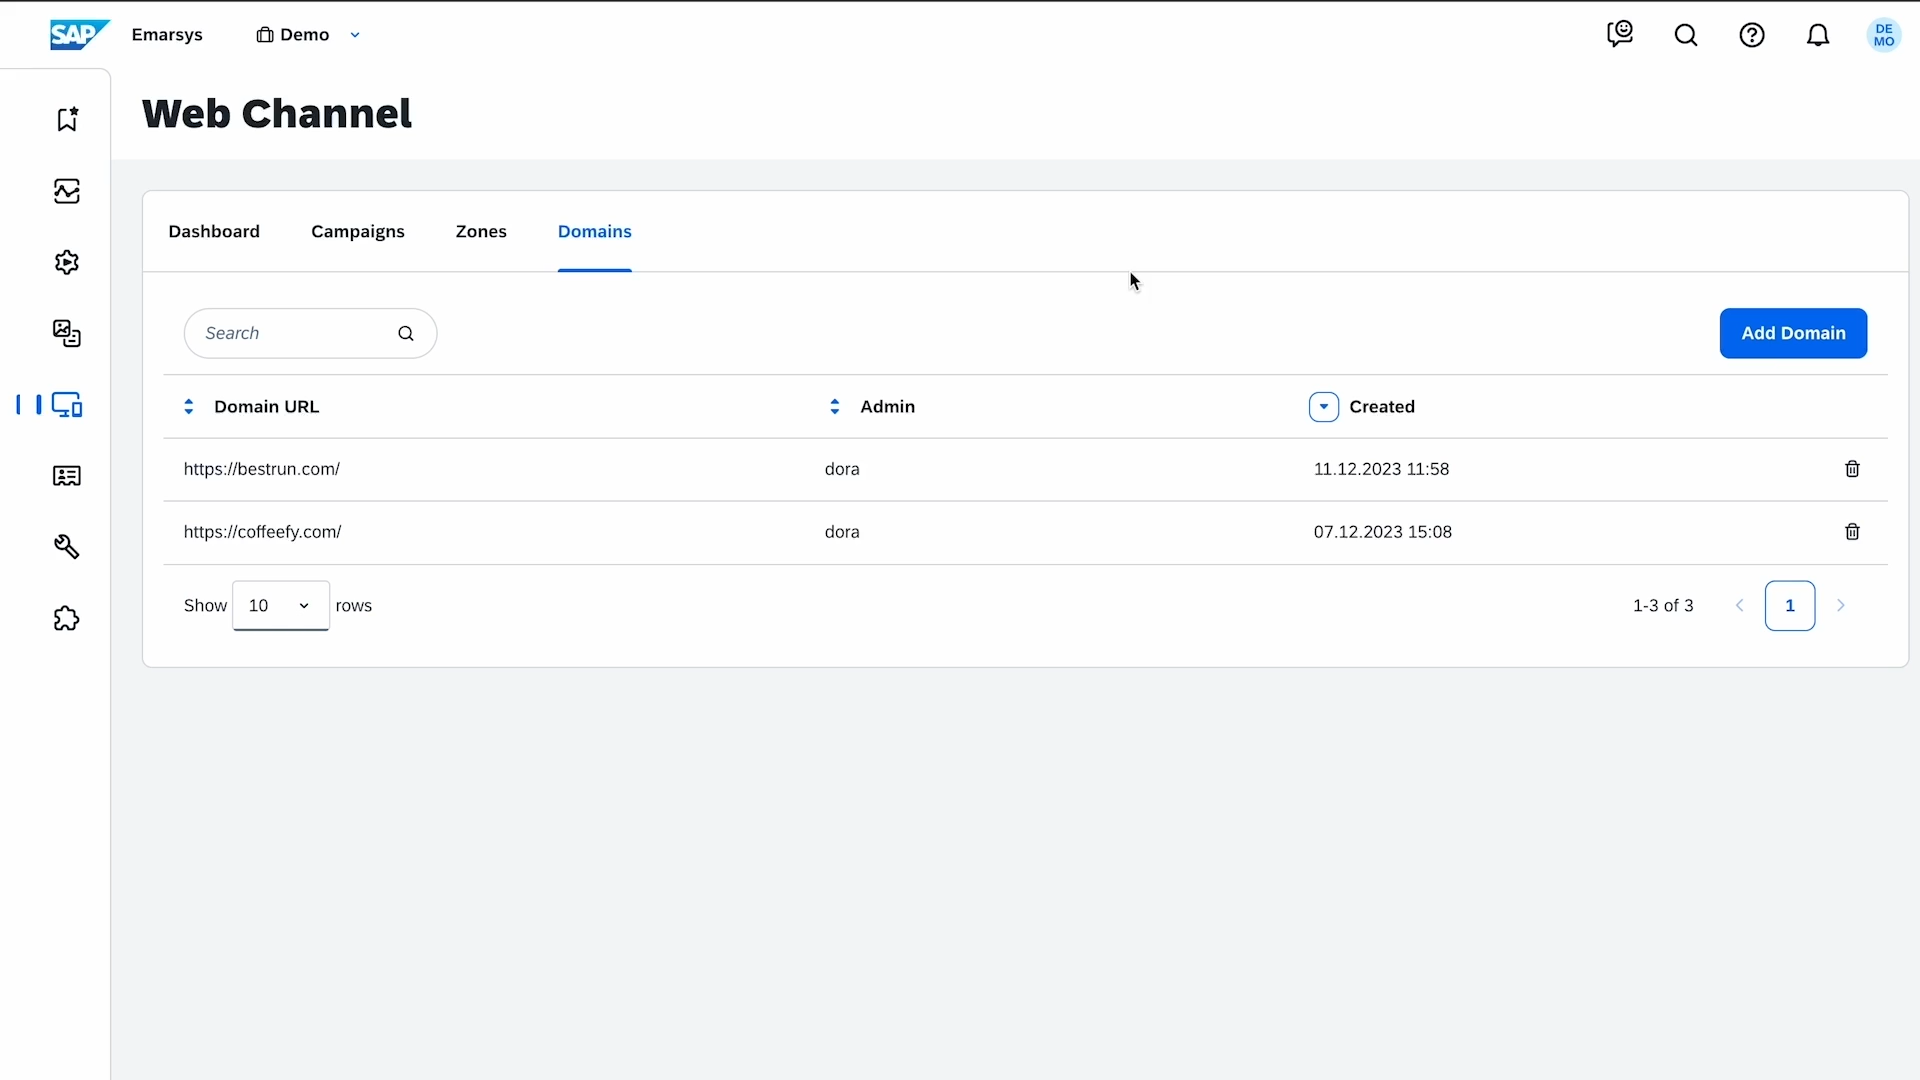 SAP Emarsys Demo DE
MO
Web Channel
Dashboard Campaigns Zones Domains
Search Add Domain
Domain URL Admin Created
https://bestrun.com/ dora 11.12.2023 11:58
https://coffeefy.com/ dora 07.12.2023 15:08
Show 10 rows 1-3 of 3 1